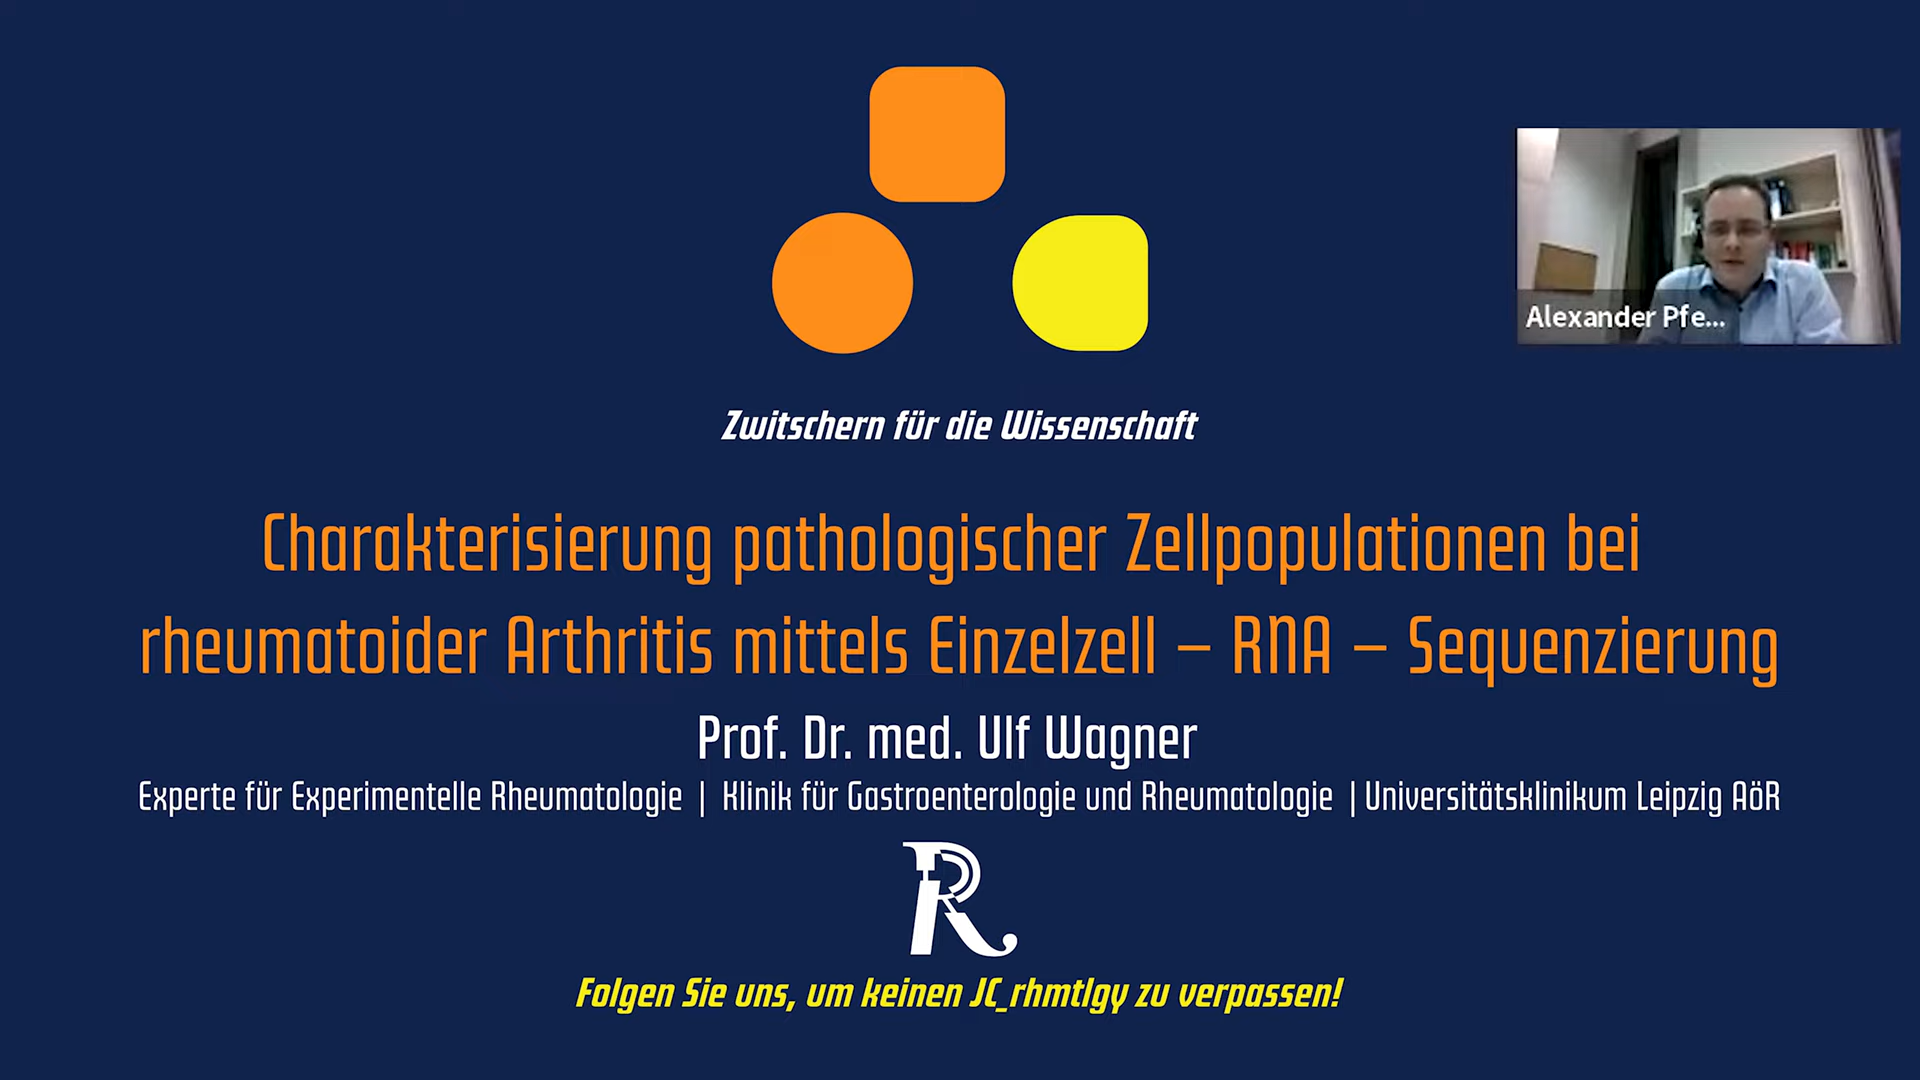 Alexander Pfe...
Zwitschern für die Wissenschaft
Charakterisierung pathologischer Zellpopulationen bei
rheumatoider Arthritis mittels Einzelzell – RNA – Sequenzierung
Prof. Dr. med. Ulf Wagner
Experte für Experimentelle Rheumatologie | Klinik für Gastroenterologie und Rheumatologie | Universitätsklinikum Leipzig AöR
R
Folgen Sie uns, um keinen JC_rhmtlgy zu verpassen!